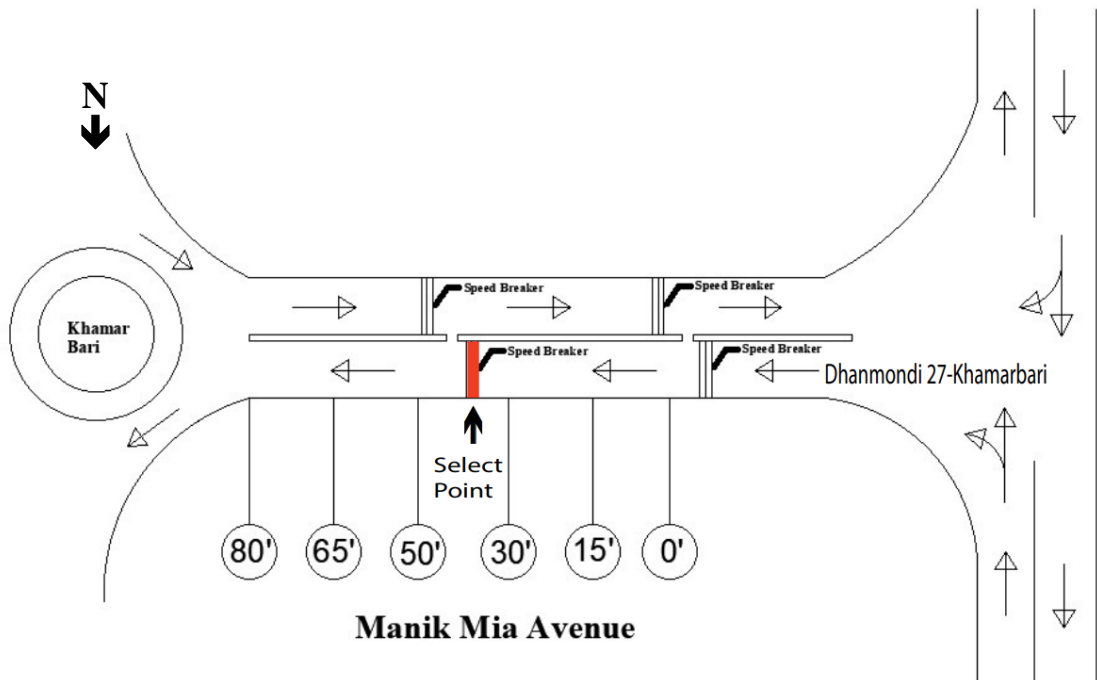 N
Speed Breaker
Speed Breaker
Khamar
Bari
Speed Breaker
Speed Breaker
Dhanmondi 27-Khamarbari
Select
Point
80'
65'
50'
30'
15'
0'
Manik Mia Avenue